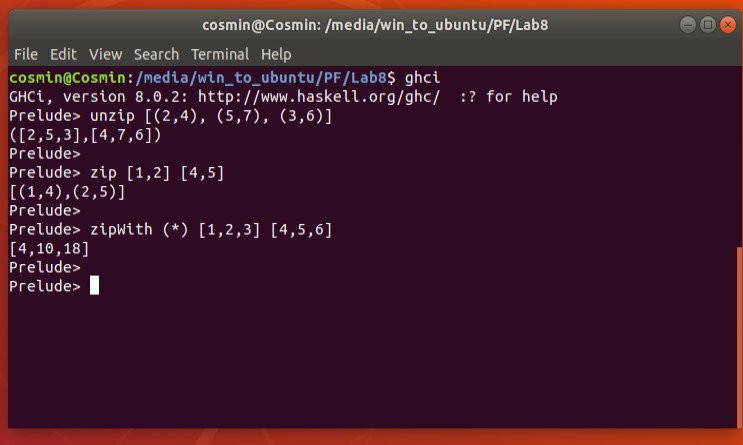 cosmin@Cosmin: /media/win_to_ubuntu/PF/Lab8
File Edit View Search Terminal Help
cosmin@Cosmin:/media/win_to_ubuntu/PF/Lab8$ ghci
GHCi, version 8.0.2: http://www.haskell.org/ghc/  :? for help
Prelude> unzip [(2,4), (5,7), (3,6)]
([2,5,3],[4,7,6])
Prelude>
Prelude> zip [1,2] [4,5]
[(1,4),(2,5)]
Prelude>
Prelude> zipWith (*) [1,2,3] [4,5,6]
[4,10,18]
Prelude>
Prelude>